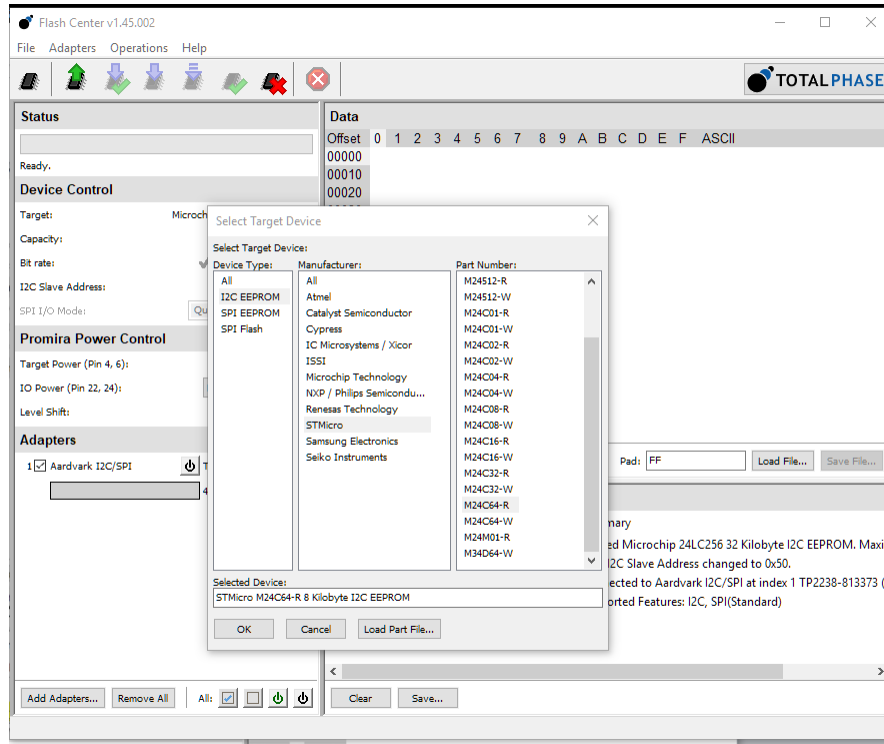 Flash Center v1.45.002
File Adapters Operations Help
TOTALPHASE
Status
Ready.
Device Control
Target: Microch
Capacity:
Bit rate:
I2C Slave Address:
SPI I/O Mode: Qu
Promira Power Control
Target Power (Pin 4, 6):
IO Power (Pin 22, 24):
Level Shift:
Adapters
1 Aardvark I2C/SPI T
4
Add Adapters... Remove All All:
Data
Offset 0 1 2 3 4 5 6 7 8 9 A B C D E F ASCII
00000
00010
00020
Select Target Device
Select Target Device:
Device Type:
All
I2C EEPROM
SPI EEPROM
SPI Flash
Manufacturer:
All
Atmel
Catalyst Semiconductor
Cypress
IC Microsystems / Xicor
ISSI
Microchip Technology
NXP / Philips Semicondu...
Renesas Technology
STMicro
Samsung Electronics
Seiko Instruments
Part Number:
M24512-R
M24512-W
M24C01-R
M24C01-W
M24C02-R
M24C02-W
M24C04-R
M24C04-W
M24C08-R
M24C08-W
M24C16-R
M24C16-W
M24C32-R
M24C32-W
M24C64-R
M24C64-W
M24M01-R
M34D64-W
Selected Device:
STMicro M24C64-R 8 Kilobyte I2C EEPROM
OK Cancel Load Part File...
Pad: FF Load File... Save File...
mary
ed Microchip 24LC256 32 Kilobyte I2C EEPROM. Maxi
I2C Slave Address changed to 0x50.
ected to Aardvark I2C/SPI at index 1 TP2238-813373 (
orted Features: I2C, SPI(Standard)
Clear Save...